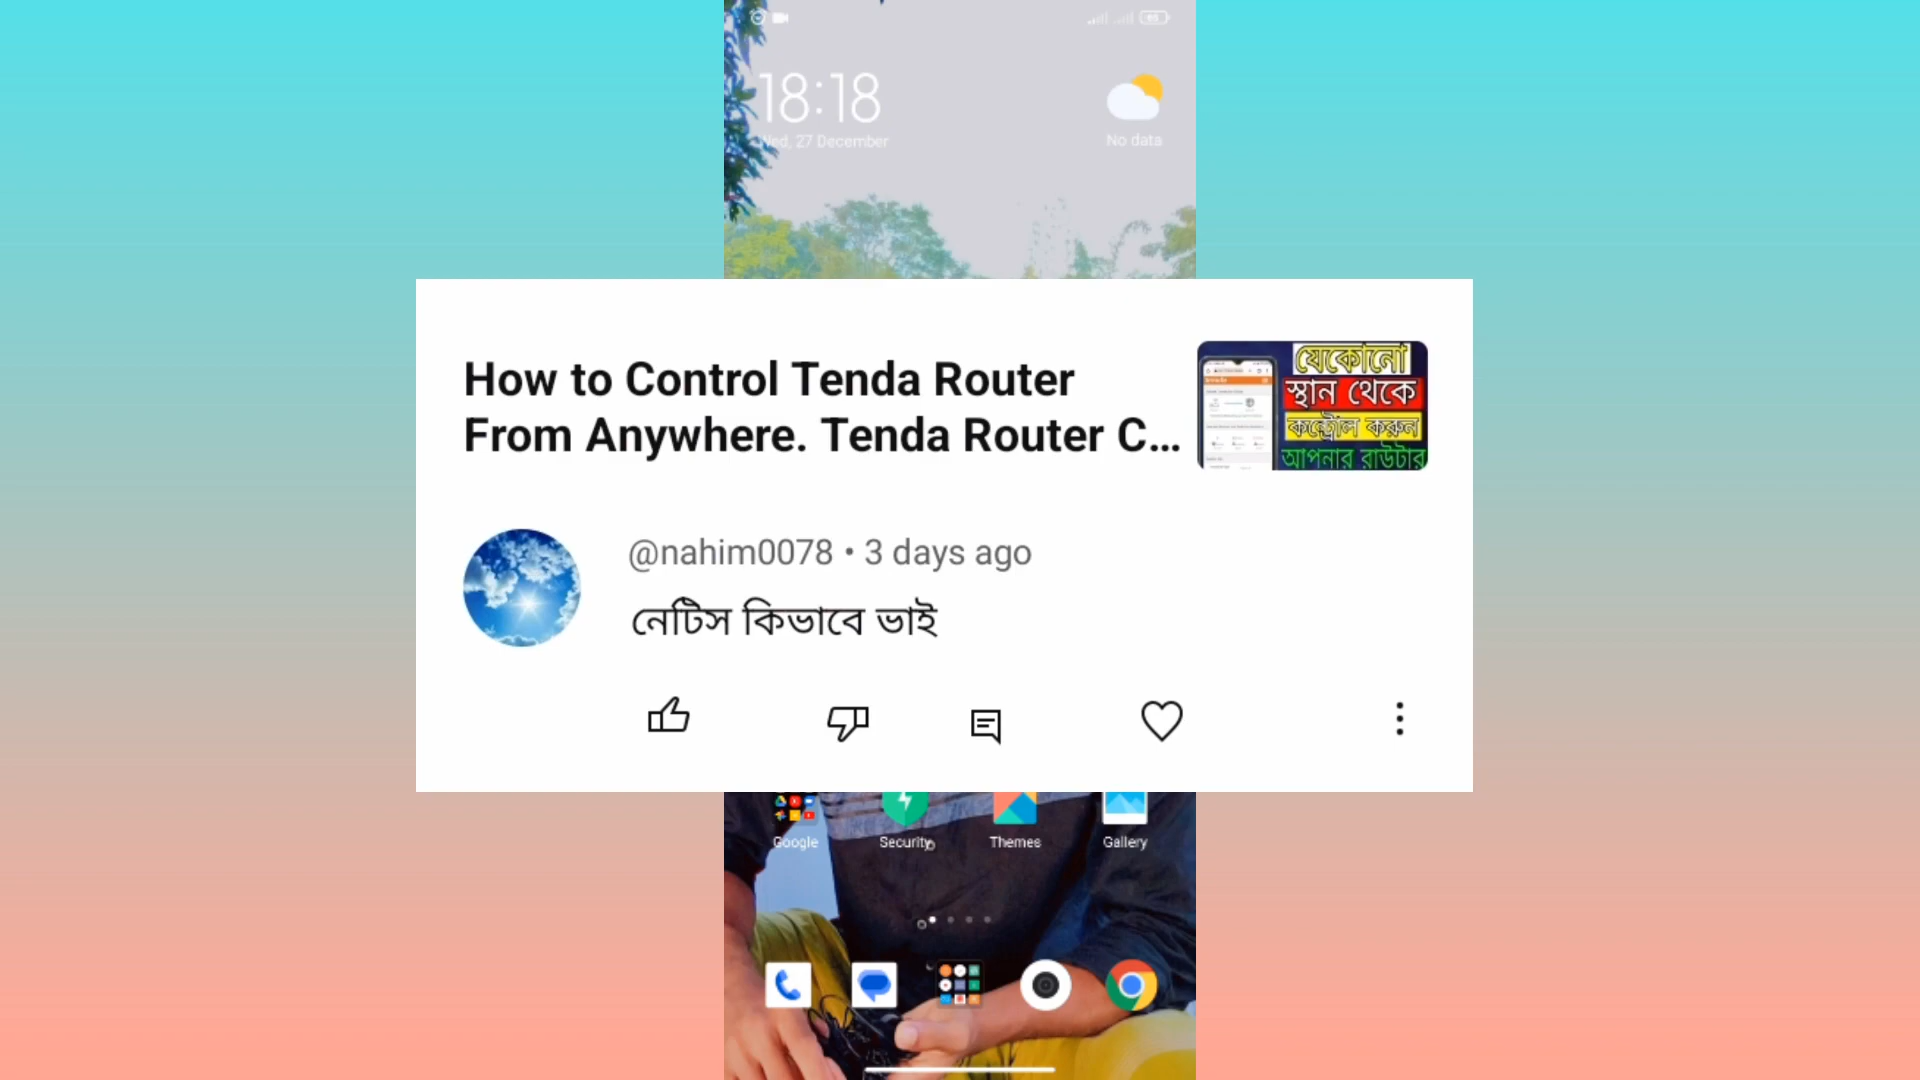 18:18
Wed, 27 December
No data
65
How to Control Tenda Router
From Anywhere. Tenda Router C...
যেকোনো
স্থান থেকে
কন্ট্রোল করুন
আপনার রাউটার
@nahim0078 • 3 days ago
নেটিস কিভাবে ভাই
Google
Security
Themes
Gallery